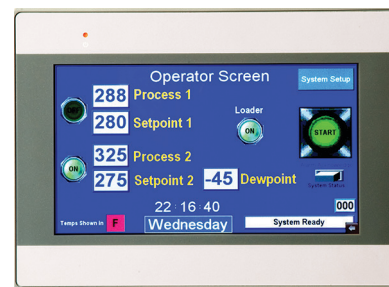 Operator Screen
System Setup
288 Process 1
OFF
280 Setpoint 1
Loader
ON
START
325 Process 2
ON
275 Setpoint 2
-45 Dewpoint
System Status
22:16:40
000
Temps Shown In F
Wednesday
System Ready